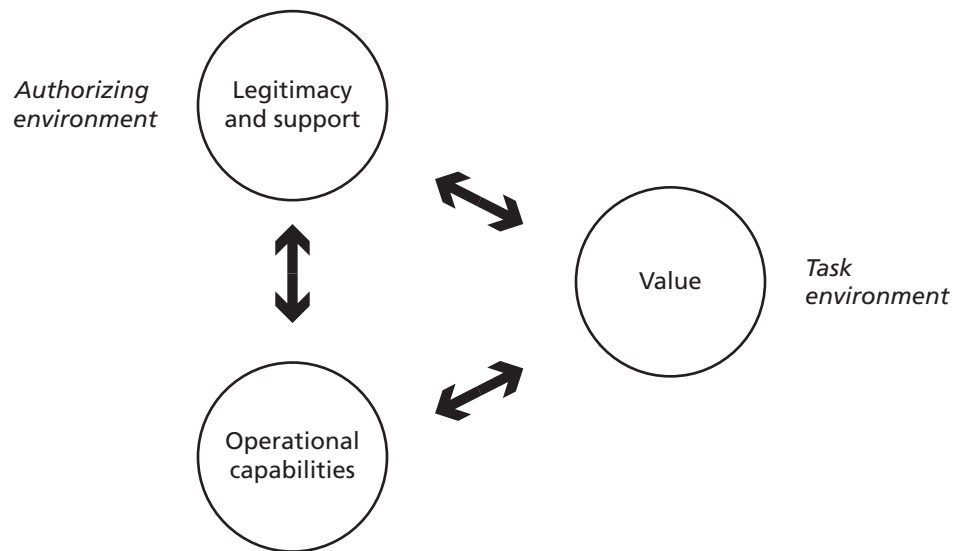 Authorizing
environment
Legitimacy
and support
Value
Task
environment
Operational
capabilities